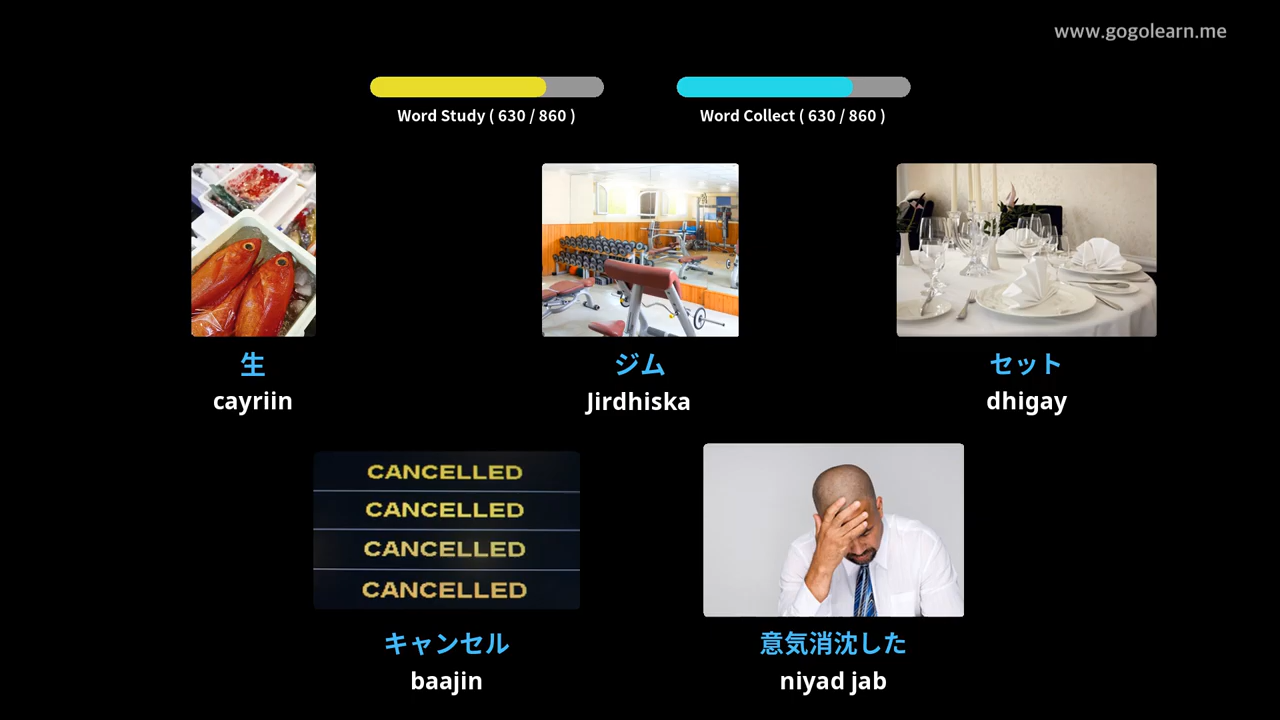 www.gogolearn.me
Word Study ( 630 / 860 )
Word Collect ( 630 / 860 )
生
cayriin
ジム
Jirdhiska
セット
dhigay
CANCELLED
CANCELLED
CANCELLED
CANCELLED
キャンセル
baajin
意気消沈した
niyad jab